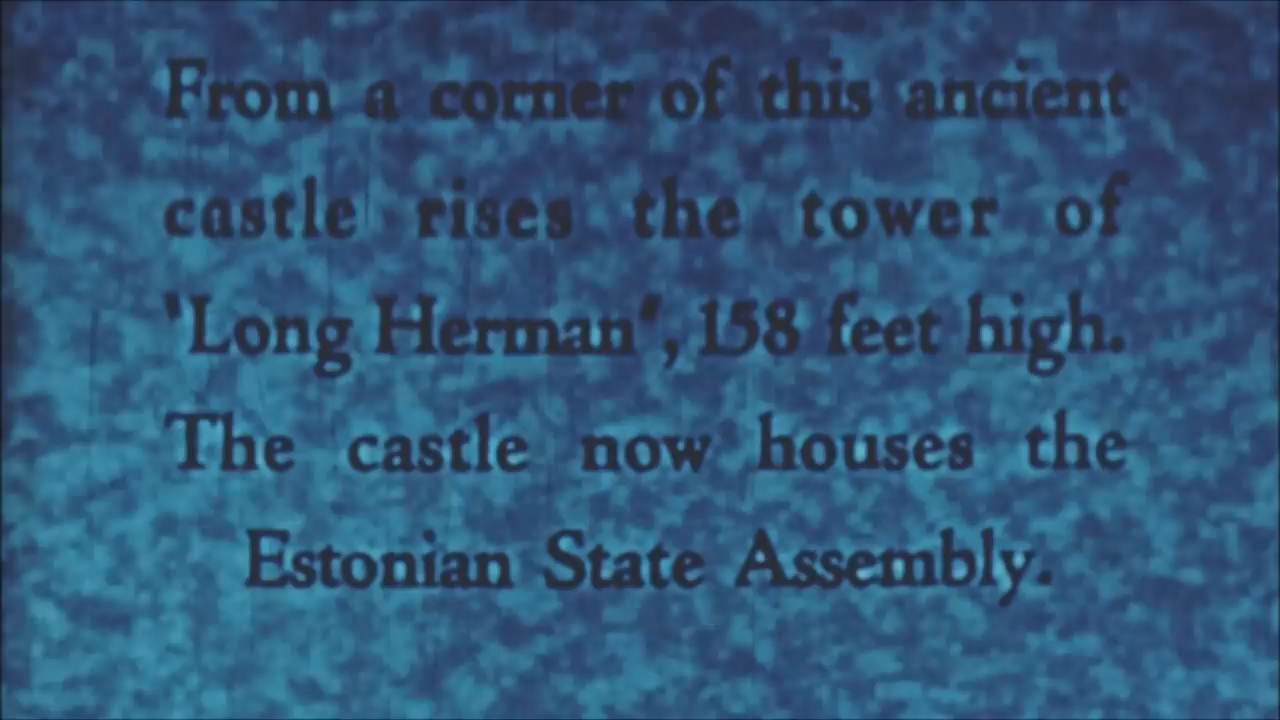 From a corner of this ancient
castle rises the tower of
"Long Herman", 158 feet high.
The castle now houses the
Estonian State Assembly.